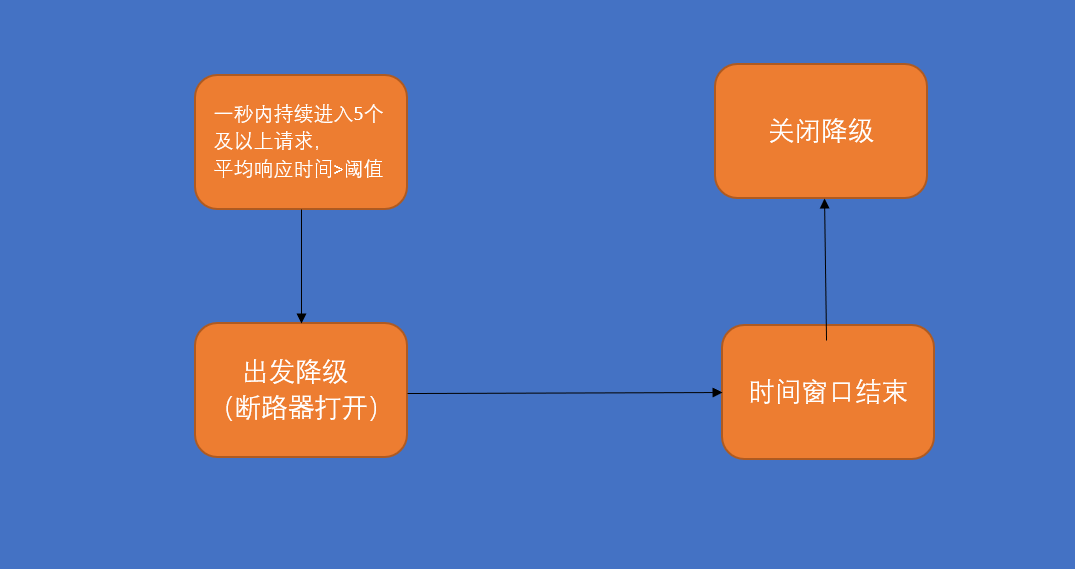 一秒内持续进入5个
及以上请求,
平均响应时间>阈值
关闭降级
出发降级
（断路器打开）
时间窗口结束